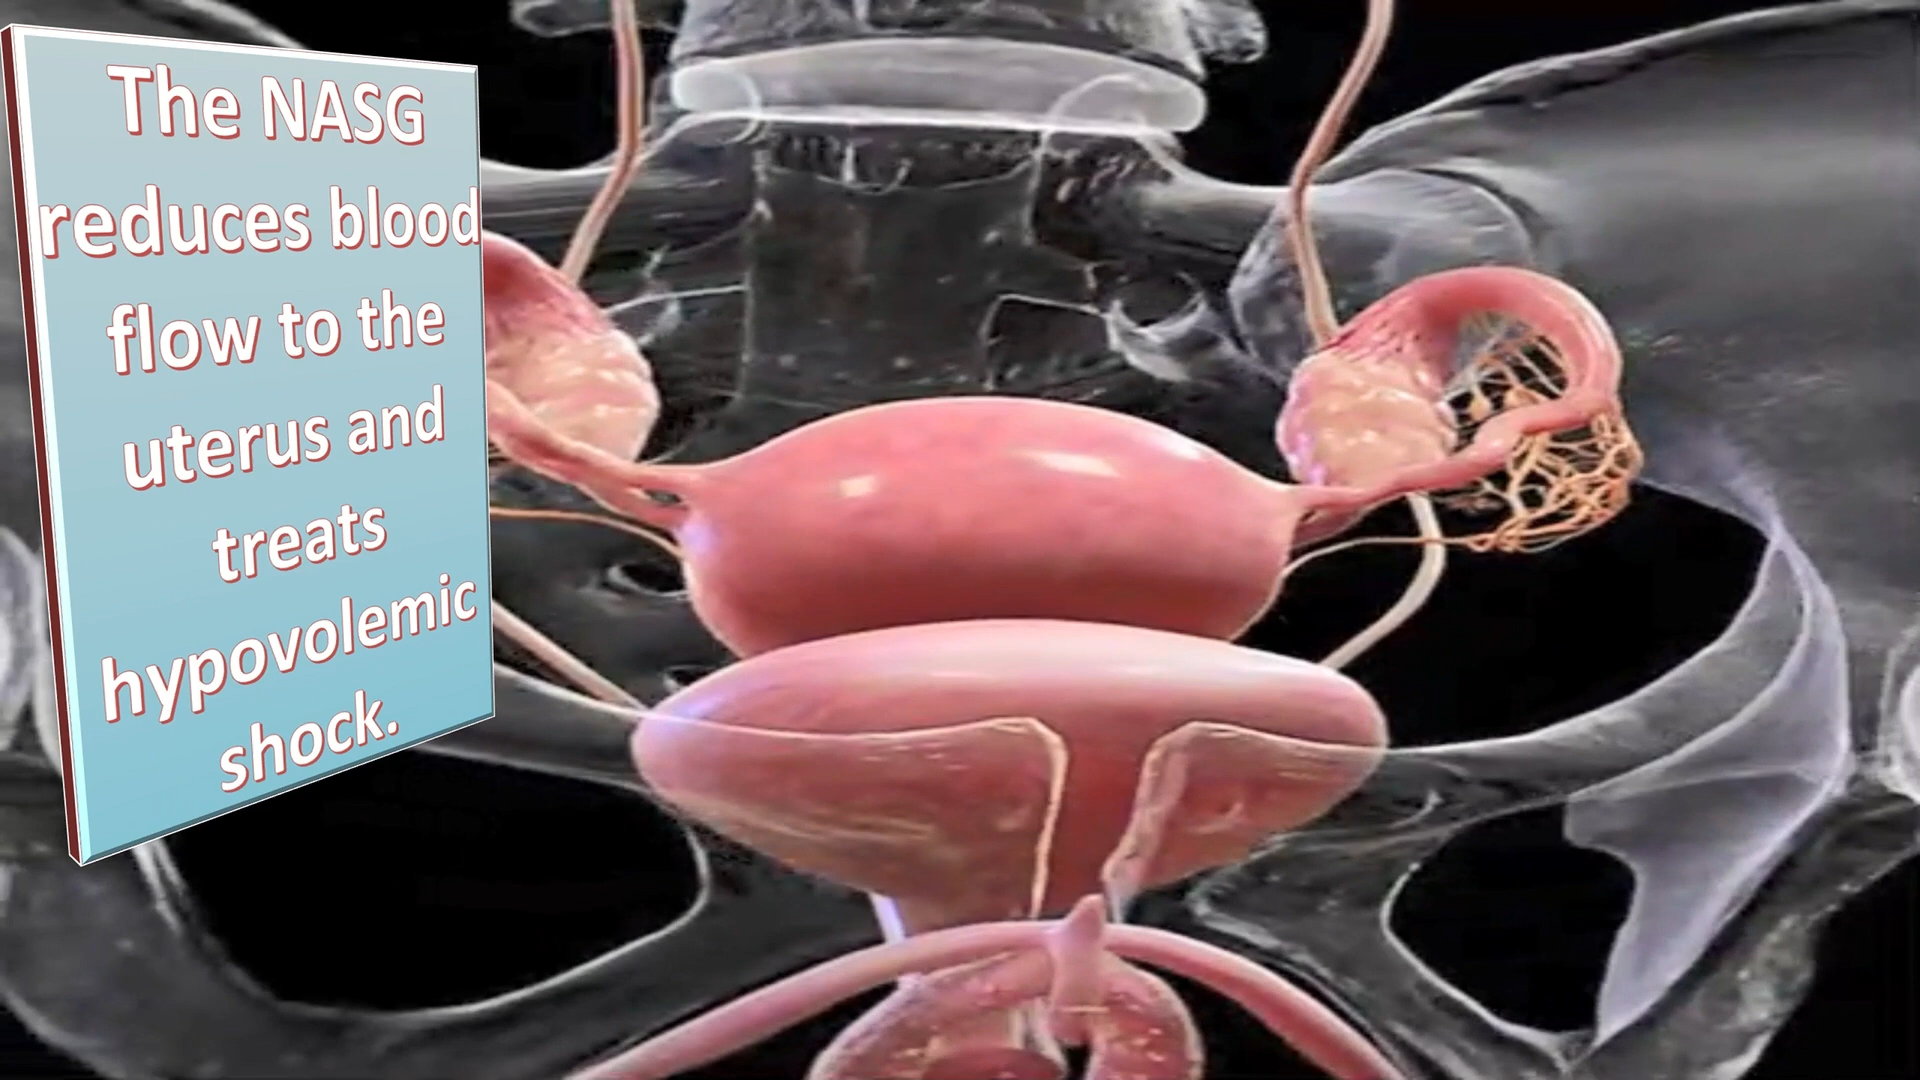 The NASG
reduces blood
flow to the
uterus and
treats
hypovolemic
shock.